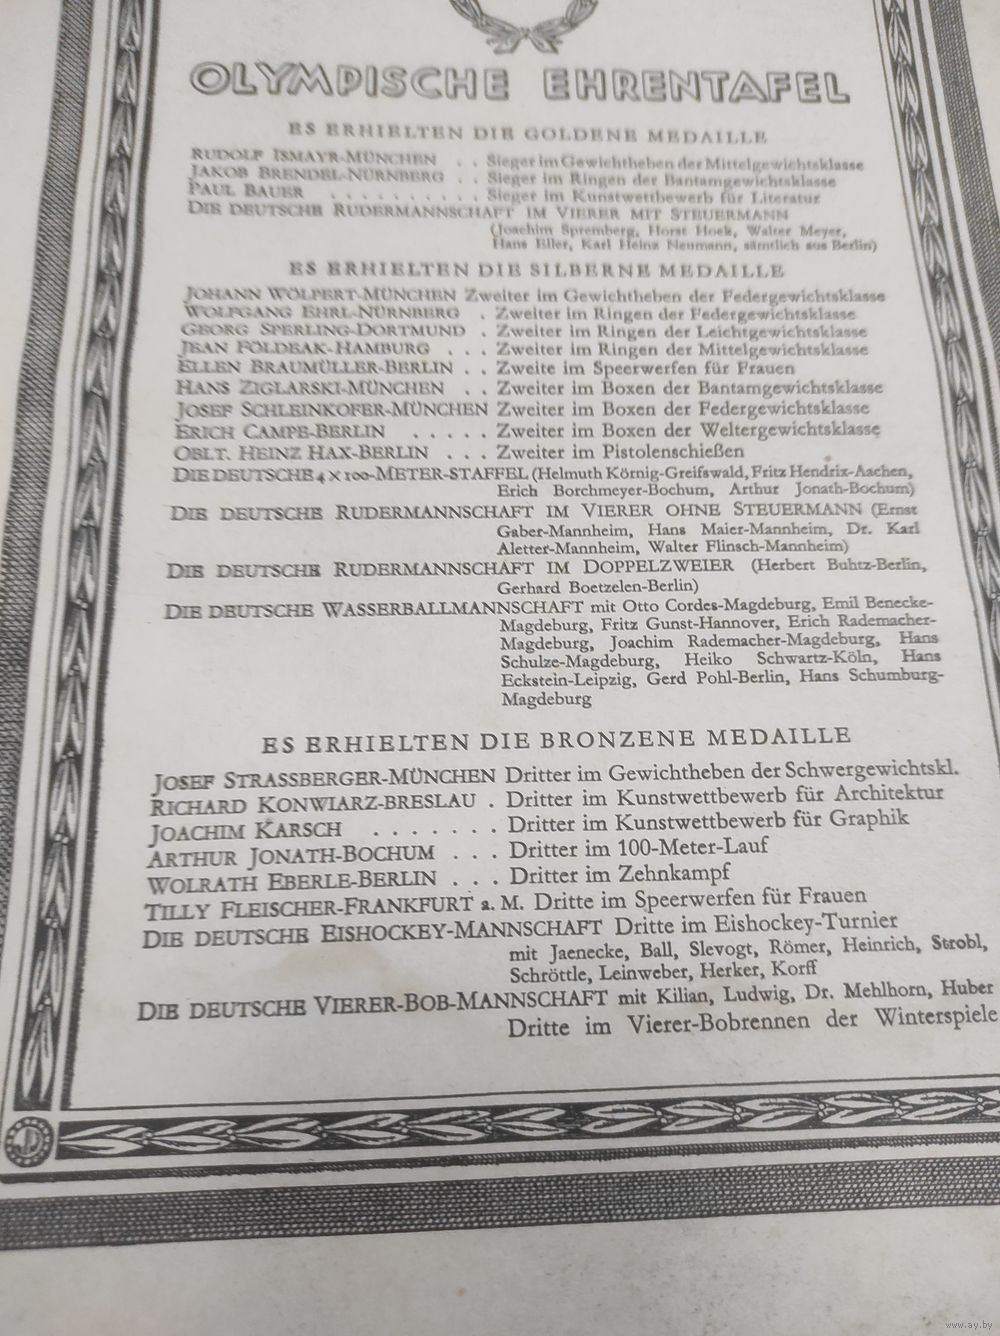 OLYMPISCHE EHRENTAFEL
ES ERHIELTEN DIE GOLDENE MEDAILLE
RUDOLF ISMAYR-MÜNCHEN . . Sieger im Gewichtheben der Mittelgewichtsklasse
JAKOB BRENDEL-NÜRNBERG . . Sieger im Ringen der Bantamgewichtsklasse
PAUL BAUER . . . . . . . . . . Sieger im Kunstwettbewerb für Literatur
DIE DEUTSCHE RUDERMANNSCHAFT IM VIERER MIT STEUERMANN
(Joachim Spremberg, Horst Hoek, Walter Meyer,
Hans Eller, Karl Heinz Neumann, sämtlich aus Berlin)
ES ERHIELTEN DIE SILBERNE MEDAILLE
JOHANN WÖLPERT-MÜNCHEN Zweiter im Gewichtheben der Federgewichtsklasse
WOLFGANG EHRL-NÜRNBERG . Zweiter im Ringen der Federgewichtsklasse
GEORG SPERLING-DORTMUND . Zweiter im Ringen der Leichtgewichtsklasse
JEAN FÖLDEAK-HAMBURG . . . Zweiter im Ringen der Mittelgewichtsklasse
ELLEN BRAUMÜLLER-BERLIN . . Zweite im Speerwerfen für Frauen
HANS ZIGLARSKI-MÜNCHEN . . Zweiter im Boxen der Bantamgewichtsklasse
JOSEF SCHLEINKOFER-MÜNCHEN Zweiter im Boxen der Federgewichtsklasse
ERICH CAMPE-BERLIN . . . . . Zweiter im Boxen der Weltergewichtsklasse
OBLT. HEINZ HAX-BERLIN . . . Zweiter im Pistolenschießen
DIE DEUTSCHE 4 × 100-METER-STAFFEL (Helmuth Körnig-Greifswald, Fritz Hendrix-Aachen,
Erich Borchmeyer-Bochum, Arthur Jonath-Bochum)
DIE DEUTSCHE RUDERMANNSCHAFT IM VIERER OHNE STEUERMANN (Ernst
Gaber-Mannheim, Hans Maier-Mannheim, Dr. Karl
Aletter-Mannheim, Walter Flinsch-Mannheim)
DIE DEUTSCHE RUDERMANNSCHAFT IM DOPPELZWEIER (Herbert Buhtz-Berlin,
Gerhard Boetzelen-Berlin)
DIE DEUTSCHE WASSERBALLMANNSCHAFT mit Otto Cordes-Magdeburg, Emil Benecke-
Magdeburg, Fritz Gunst-Hannover, Erich Rademacher-
Magdeburg, Joachim Rademacher-Magdeburg, Hans
Schulze-Magdeburg, Heiko Schwartz-Köln, Hans
Eckstein-Leipzig, Gerd Pohl-Berlin, Hans Schumburg-
Magdeburg
ES ERHIELTEN DIE BRONZENE MEDAILLE
JOSEF STRASSBERGER-MÜNCHEN Dritter im Gewichtheben der Schwergewichtskl.
RICHARD KONWIARZ-BRESLAU . Dritter im Kunstwettbewerb für Architektur
JOACHIM KARSCH . . . . . . . Dritter im Kunstwettbewerb für Graphik
ARTHUR JONATH-BOCHUM . . . Dritter im 100-Meter-Lauf
WOLRATH EBERLE-BERLIN . . . Dritter im Zehnkampf
TILLY FLEISCHER-FRANKFURT a. M. Dritte im Speerwerfen für Frauen
DIE DEUTSCHE EISHOCKEY-MANNSCHAFT Dritte im Eishockey-Turnier
mit Jaenecke, Ball, Slevogt, Römer, Heinrich, Strobl,
Schröttle, Leinweber, Herker, Korff
DIE DEUTSCHE VIERER-BOB-MANNSCHAFT mit Kilian, Ludwig, Dr. Mehlhorn, Huber
Dritte im Vierer-Bobrennen der Winterspiele
www.ay.by